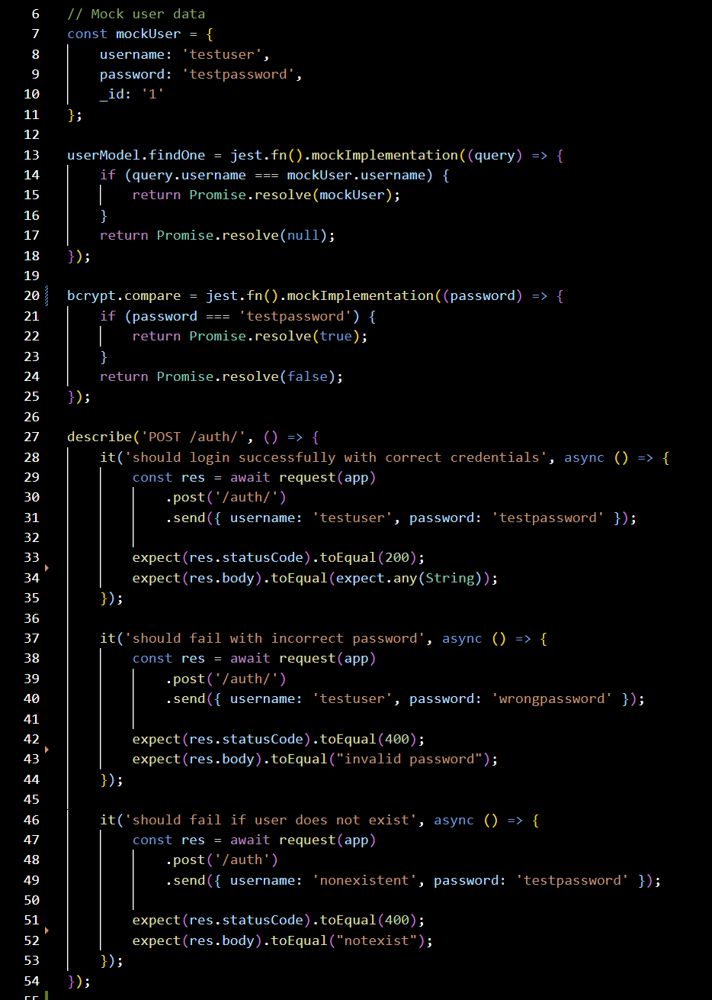 6 // Mock user data
7 const mockUser = {
8     username: 'testuser',
9     password: 'testpassword',
10     _id: '1'
11 };
12
13 userModel.findOne = jest.fn().mockImplementation((query) => {
14     if (query.username === mockUser.username) {
15         return Promise.resolve(mockUser);
16     }
17     return Promise.resolve(null);
18 });
19
20 bcrypt.compare = jest.fn().mockImplementation((password) => {
21     if (password === 'testpassword') {
22         return Promise.resolve(true);
23     }
24     return Promise.resolve(false);
25 });
26
27 describe('POST /auth/', () => {
28     it('should login successfully with correct credentials', async () => {
29         const res = await request(app)
30             .post('/auth/')
31             .send({ username: 'testuser', password: 'testpassword' });
32
33         expect(res.statusCode).toEqual(200);
34         expect(res.body).toEqual(expect.any(String));
35     });
36
37     it('should fail with incorrect password', async () => {
38         const res = await request(app)
39             .post('/auth/')
40             .send({ username: 'testuser', password: 'wrongpassword' });
41
42         expect(res.statusCode).toEqual(400);
43         expect(res.body).toEqual("invalid password");
44     });
45
46     it('should fail if user does not exist', async () => {
47         const res = await request(app)
48             .post('/auth')
49             .send({ username: 'nonexistent', password: 'testpassword' });
50
51         expect(res.statusCode).toEqual(400);
52         expect(res.body).toEqual("notexist");
53     });
54 });
55